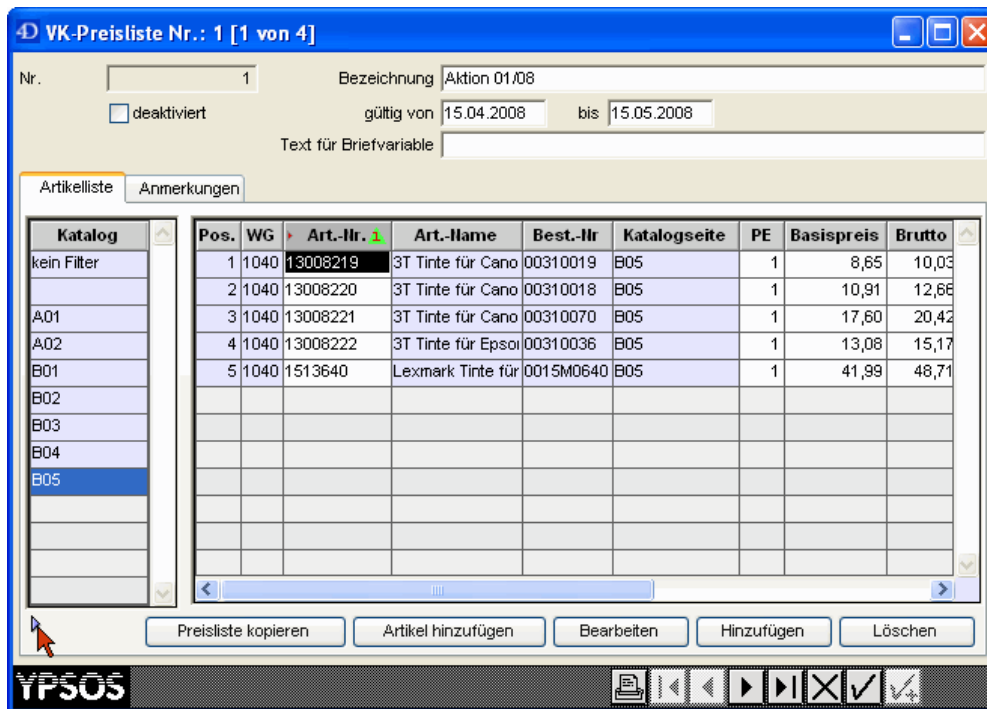 VK-Preisliste Nr.: 1 [1 von 4]
Nr. 1 Bezeichnung Aktion 01/08
deaktiviert gültig von 15.04.2008 bis 15.05.2008
Text für Briefvariable
Artikelliste Anmerkungen
Katalog
kein Filter
A01
A02
B01
B02
B03
B04
B05
Pos. WG Art.-Nr. Art.-Name Best.-Nr Katalogseite PE Basispreis Brutto
1 1040 13008219 3T Tinte für Cano 00310019 B05 1 8,65 10,03
2 1040 13008220 3T Tinte für Cano 00310018 B05 1 10,91 12,66
3 1040 13008221 3T Tinte für Cano 00310070 B05 1 17,60 20,42
4 1040 13008222 3T Tinte für Epson 00310036 B05 1 13,08 15,17
5 1040 1513640 Lexmark Tinte für 0015M0640 B05 1 41,99 48,71
Preisliste kopieren Artikel hinzufügen Bearbeiten Hinzufügen Löschen
YPSOS